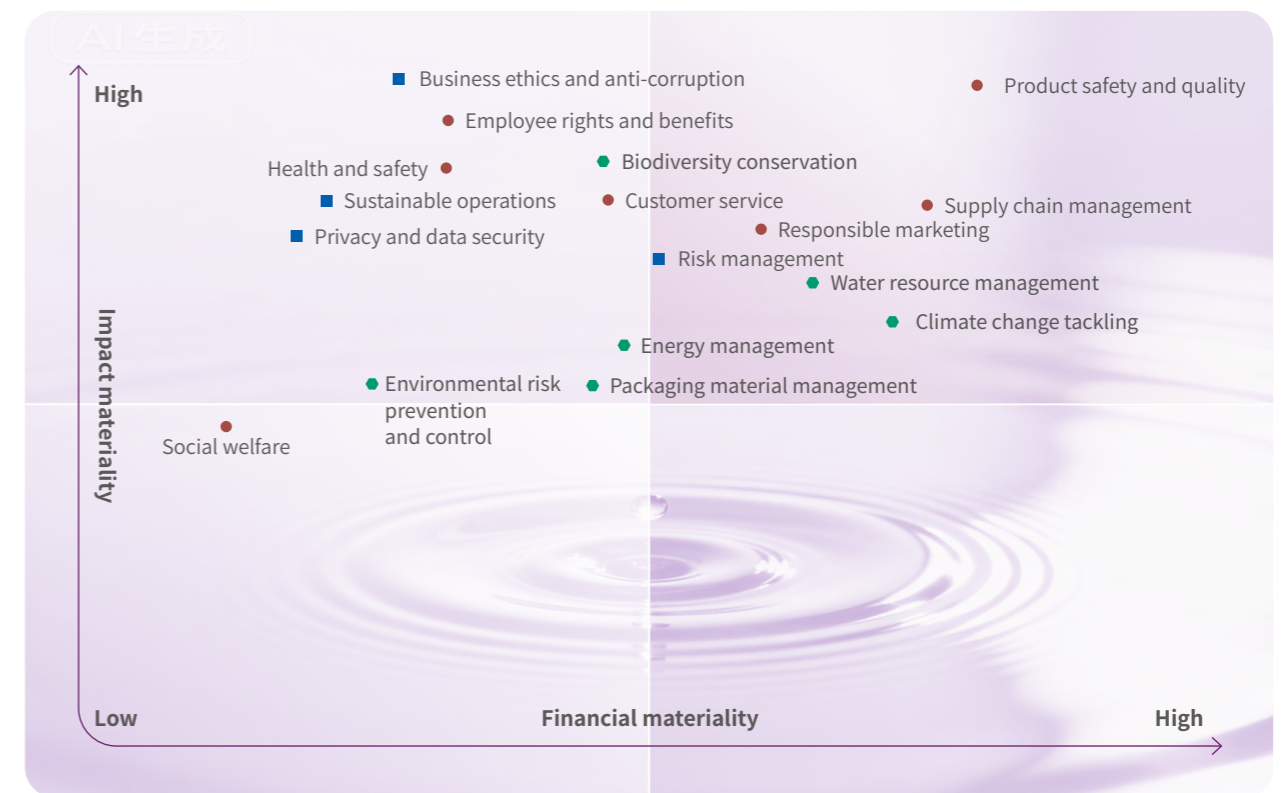 AI 生成
High
Business ethics and anti-corruption
Product safety and quality
Employee rights and benefits
Biodiversity conservation
Health and safety
Sustainable operations
Customer service
Supply chain management
Privacy and data security
Responsible marketing
Risk management
Water resource management
Climate change tackling
Energy management
Impact materiality
Environmental risk
prevention
and control
Packaging material management
Social welfare
Low
Financial materiality
High